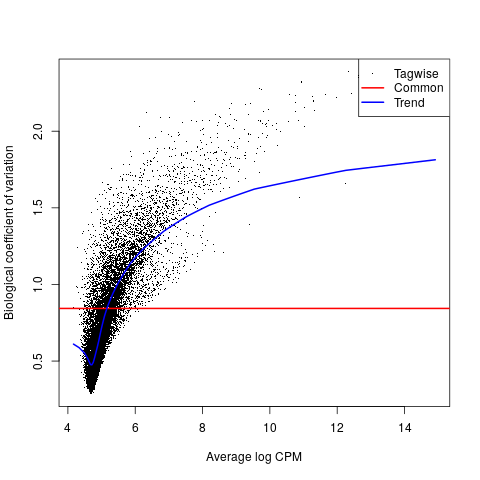 Tagwise
Common
Trend
Biological coefficient of variation
2.0
1.5
1.0
0.5
4 6 8 10 12 14
Average log CPM